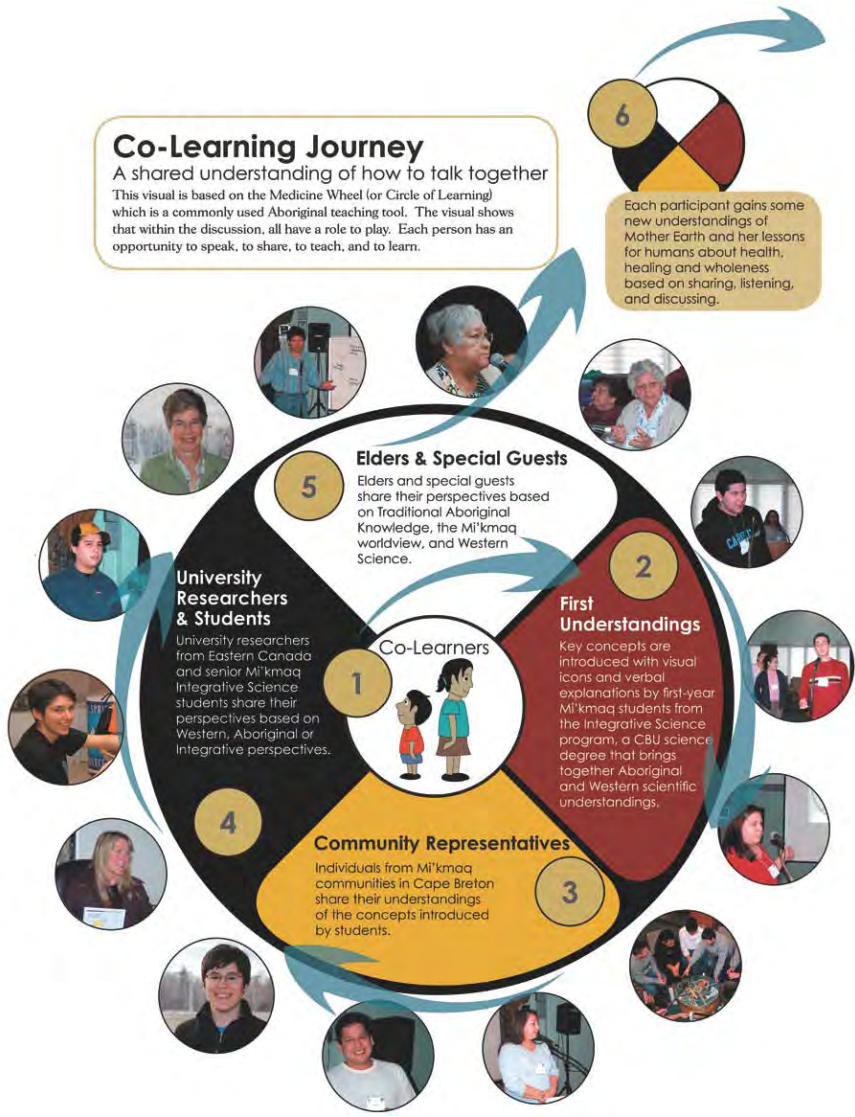 Co-Learning Journey
A shared understanding of how to talk together
This visual is based on the Medicine Wheel (or Circle of Learning)
which is a commonly used Aboriginal teaching tool. The visual shows
that within the discussion, all have a role to play. Each person has an
opportunity to speak, to share, to teach, and to learn.
6
Each participant gains some
new understandings of
Mother Earth and her lessons
for humans about health,
healing and wholeness
based on sharing, listening,
and discussing.
5
Elders & Special Guests
Elders and special guests
share their perspectives based
on Traditional Aboriginal
Knowledge, the Mi'kmaq
worldview, and Western
Science.
University
Researchers
& Students
University researchers
from Eastern Canada
and senior Mi'kmaq
Integrative Science
students share their
perspectives based on
Western, Aboriginal or
Integrative perspectives.
4
Co-Learners
1
2
First
Understandings
Key concepts are
introduced with visual
icons and verbal
explanations by first-year
Mi'kmaq students from
the Integrative Science
program, a CBU science
degree that brings
together Aboriginal
and Western scientific
understandings.
Community Representatives
Individuals from Mi'kmaq
communities in Cape Breton
share their understandings
of the concepts introduced
by students.
3